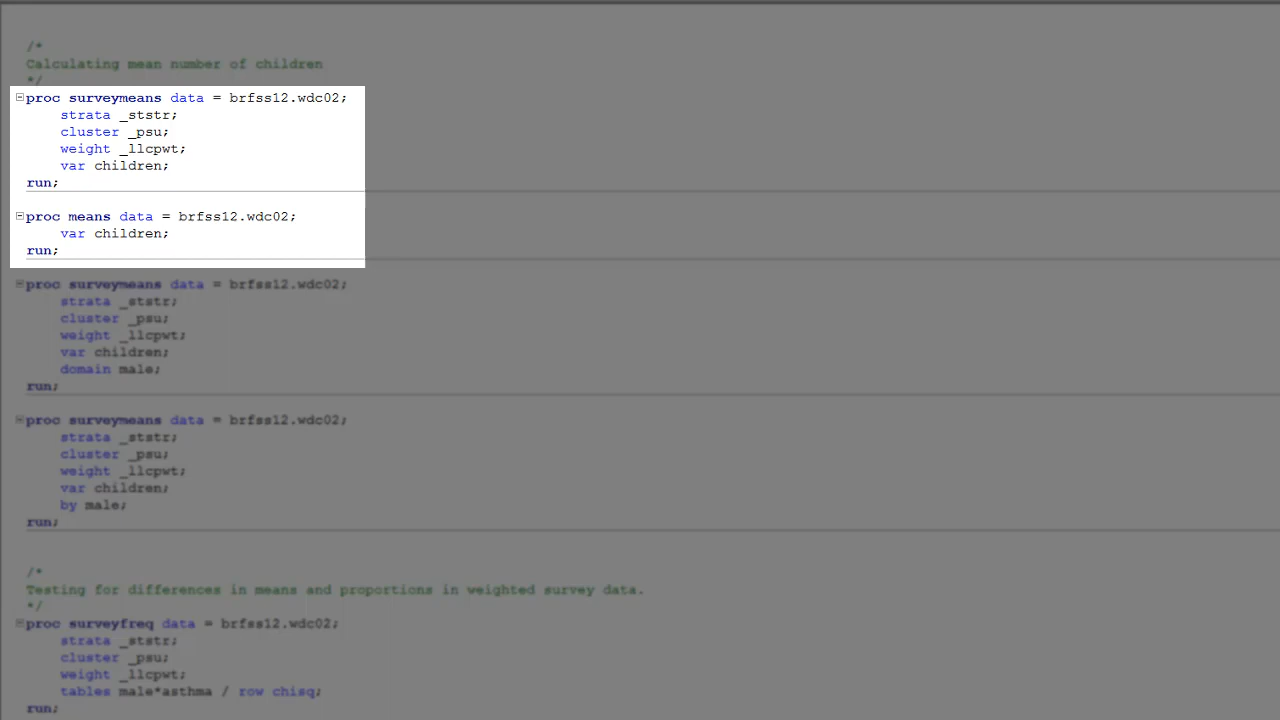 /*
Calculating mean number of children
*/
proc surveymeans data = brfss12.wdc02;
strata _ststr;
cluster _psu;
weight _llcpwt;
var children;
run;
proc means data = brfss12.wdc02;
var children;
run;
proc surveymeans data = brfss12.wdc02;
strata _ststr;
cluster _psu;
weight _llcpwt;
var children;
domain male;
run;
proc surveymeans data = brfss12.wdc02;
strata _ststr;
cluster _psu;
weight _llcpwt;
var children;
by male;
run;
/*
Testing for differences in means and proportions in weighted survey data.
*/
proc surveyfreq data = brfss12.wdc02;
strata _ststr;
cluster _psu;
weight _llcpwt;
tables male*asthma / row chisq;
run;